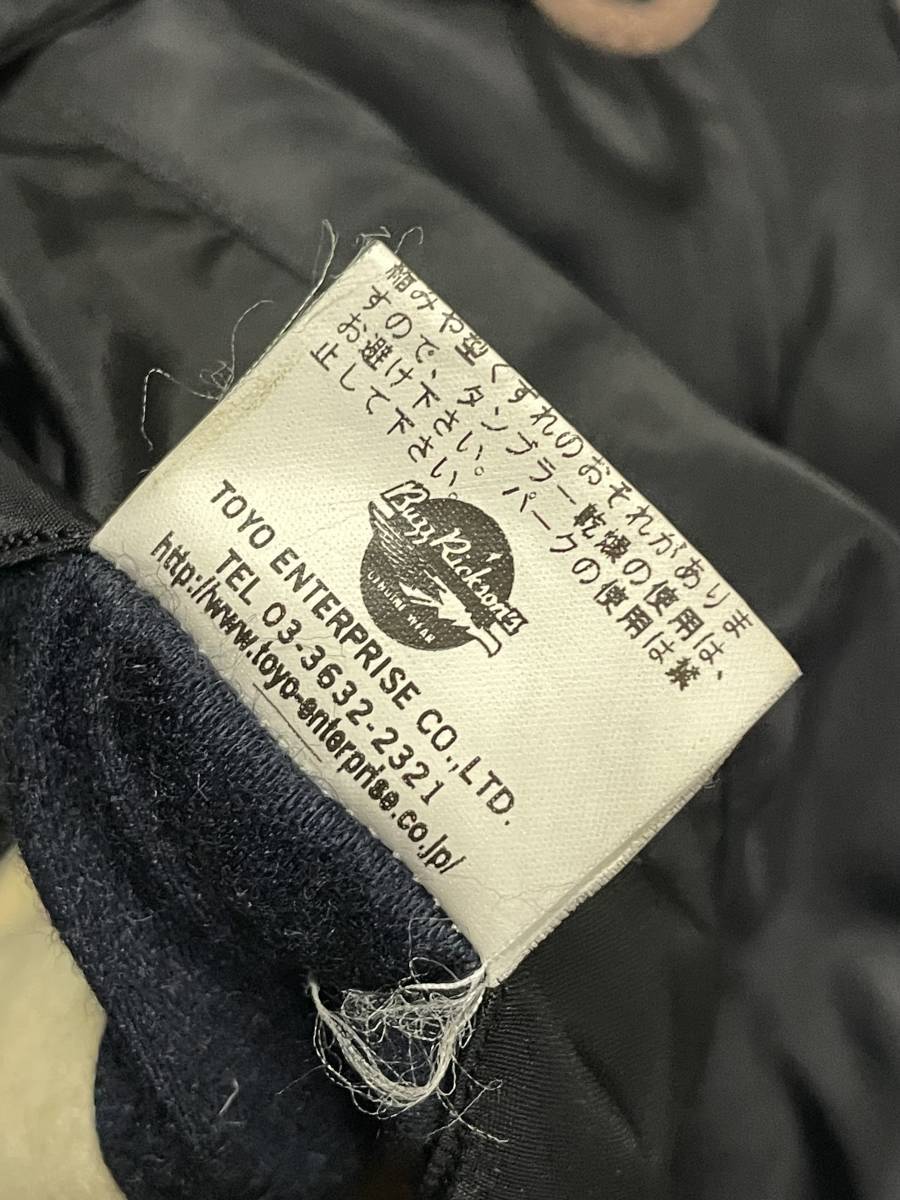 縮みや型くずれのおそれがありま
すので、タンブラー乾燥の使用は、
お避け下さい。パークの使用は禁
止して下さい。
Buzz Rickson's
UNIFORM
WEAR
TOYO ENTERPRISE CO.,LTD.
TEL 03-3632-2321
http://www.toyo-enterprise.co.jp/